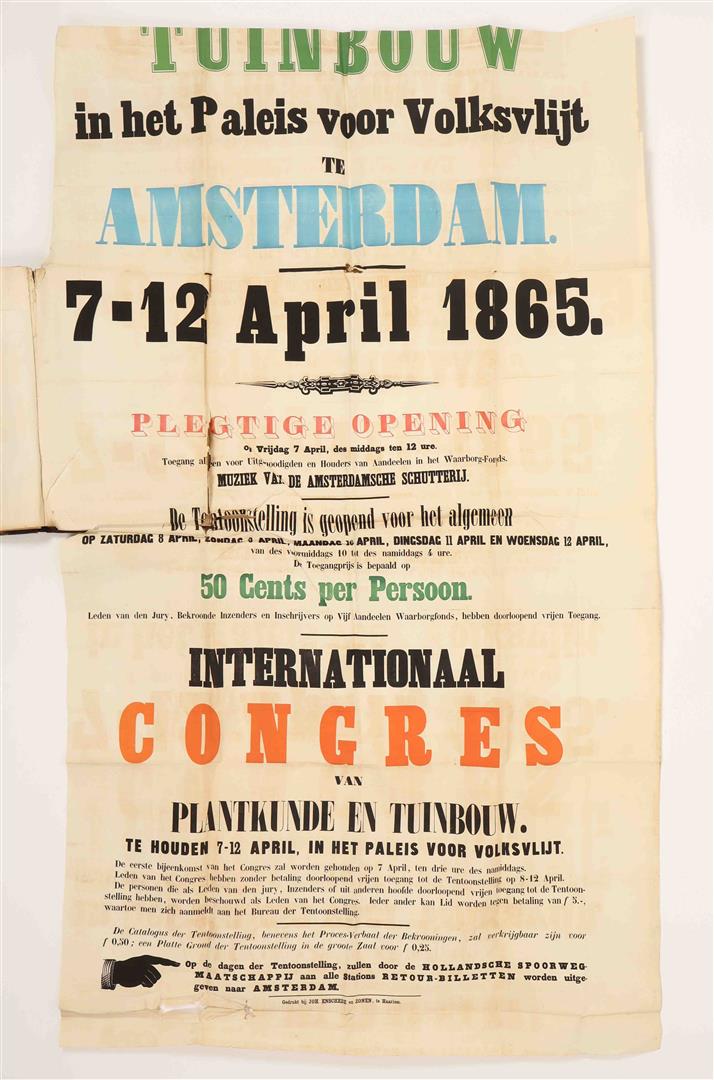 TUINBOUW
in het Paleis voor Volksvlijt
TE
AMSTERDAM.
7-12 April 1865.
PLEGTIGE OPENING
Op Vrijdag 7 April, des middags ten 12 ure.
Toegang alleen voor Uitgenoodigden en Houders van Aandeelen in het Waarborg-Fonds.
MUZIEK VAN DE AMSTERDAMSCHE SCHUTTERIJ.
De Tentoonstelling is geopend voor het algemeen
OP ZATURDAG 8 APRIL, ZONDAG 9 APRIL, MAANDAG 10 APRIL, DINGSDAG 11 APRIL EN WOENSDAG 12 APRIL,
van des voormiddags 10 tot des namiddags 4 ure.
De Toegangprijs is bepaald op
50 Cents per Persoon.
Leden van den Jury, Bekroonde Inzenders en Inschrijvers op Vijf Aandeelen Waarborgfonds, hebben doorloopend vrijen Toegang.
INTERNATIONAAL
CONGRES
VAN
PLANTKUNDE EN TUINBOUW.
TE HOUDEN 7-12 APRIL, IN HET PALEIS VOOR VOLKSVLIJT.
De eerste bijeenkomst van het Congres zal worden gehouden op 7 April, ten drie ure des namiddags.
Leden van het Congres hebben zonder betaling doorloopend vrijen toegang tot de Tentoonstelling op 8-12 April.
De personen die als Leden van den jury, Inzenders of uit anderen hoofde doorloopend vrijen toegang tot de Tentoon-
stelling hebben, worden beschouwd als Leden van het Congres. Ieder ander kan Lid worden tegen betaling van f 5.-,
waartoe men zich aanmeldt aan het Bureau der Tentoonstelling.
De Catalogus der Tentoonstelling, benevens het Proces-Verbaal der Bekrooningen, zal verkrijgbaar zijn voor
f 0,50; een Platte Grond der Tentoonstelling in de groote Zaal voor f 0,25.
Op de dagen der Tentoonstelling, zullen door de HOLLANDSCHE SPOORWEG-
MAATSCHAPPIJ aan alle Stations RETOUR-BILLETTEN worden uitge-
geven naar AMSTERDAM.
Gedrukt bij JOH. ENSCHEDÉ en ZONEN, te Haarlem.